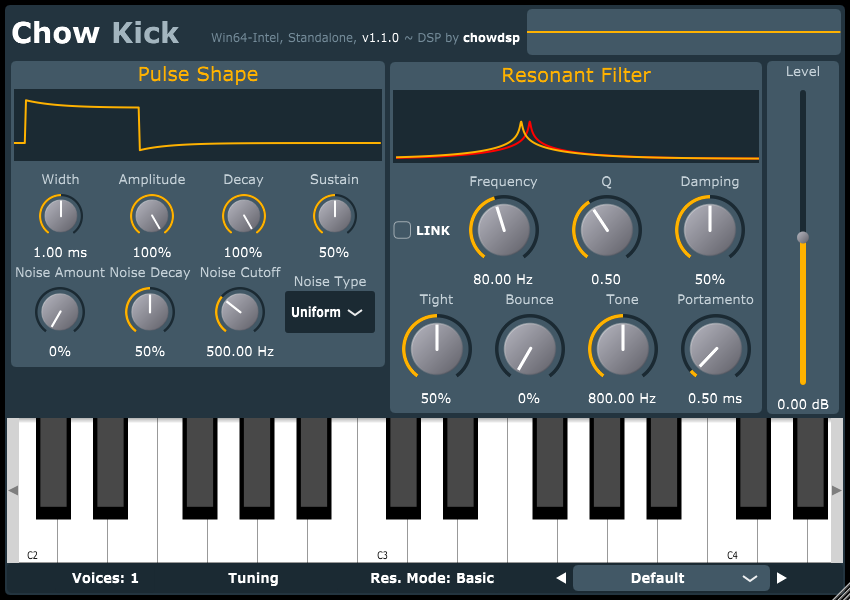 Chow Kick
Win64-Intel, Standalone, v1.1.0 ~ DSP by chowdsp
Pulse Shape
Width Amplitude Decay Sustain
1.00 ms 100% 100% 50%
Noise Amount Noise Decay Noise Cutoff Noise Type
Uniform
0% 50% 500.00 Hz
Resonant Filter
Frequency Q Damping
LINK
80.00 Hz 0.50 50%
Tight Bounce Tone Portamento
50% 0% 800.00 Hz 0.50 ms
Level
0.00 dB
C2 C3 C4
Voices: 1 Tuning Res. Mode: Basic Default